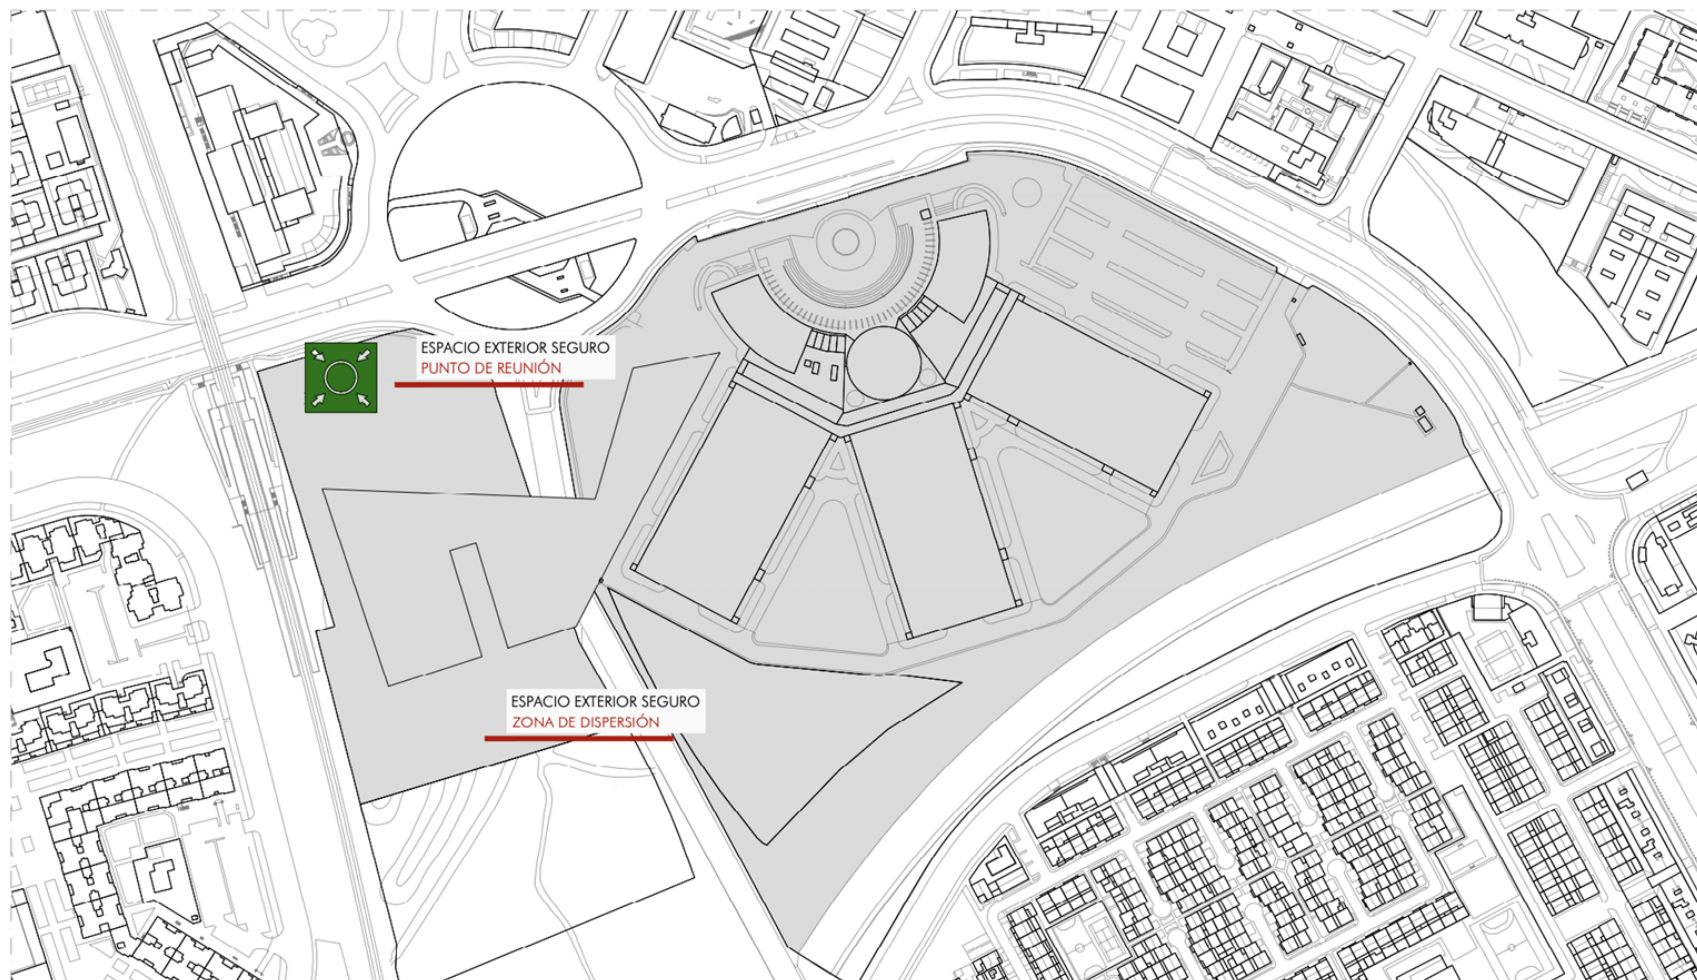 ESPACIO EXTERIOR SEGURO
PUNTO DE REUNIÓN
ESPACIO EXTERIOR SEGURO
ZONA DE DISPERSIÓN